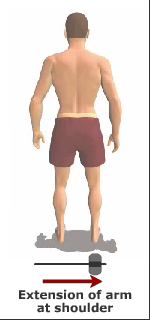 Extension of arm
at shoulder